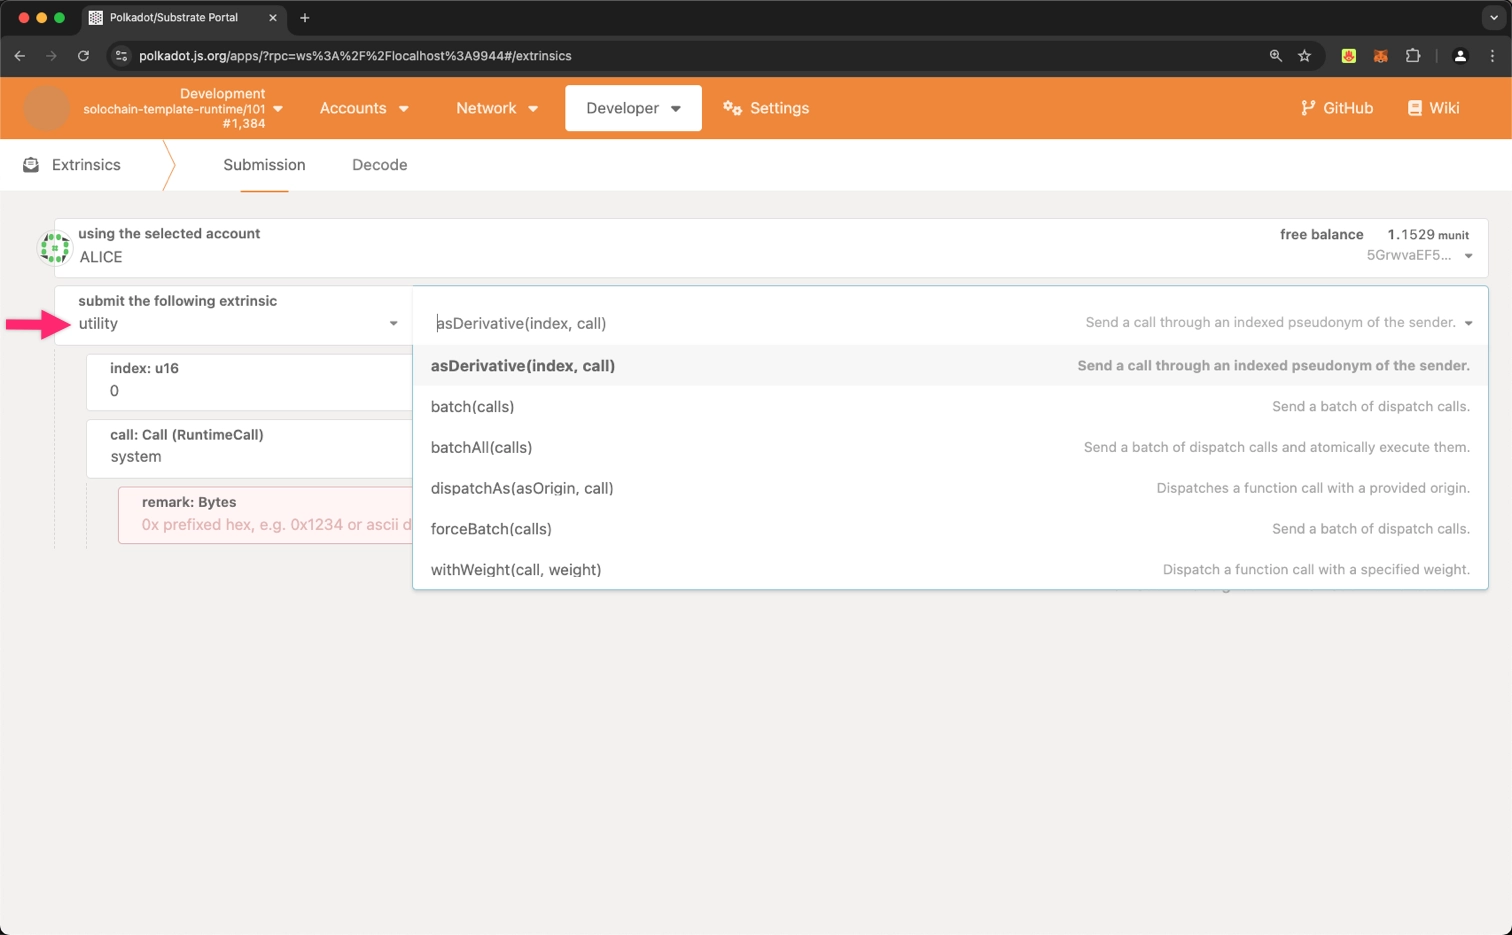 Polkadot/Substrate Portal
polkadot.js.org/apps/?rpc=ws%3A%2F%2Flocalhost%3A9944#/extrinsics
Development
solochain-template-runtime/101
#1,384
Accounts
Network
Developer
Settings
GitHub
Wiki
Extrinsics
Submission
Decode
using the selected account
ALICE
free balance 1.1529 munit
5GrwvaEF5...
submit the following extrinsic
utility
asDerivative(index, call) Send a call through an indexed pseudonym of the sender.
asDerivative(index, call) Send a call through an indexed pseudonym of the sender.
batch(calls) Send a batch of dispatch calls.
batchAll(calls) Send a batch of dispatch calls and atomically execute them.
dispatchAs(asOrigin, call) Dispatches a function call with a provided origin.
forceBatch(calls) Send a batch of dispatch calls.
withWeight(call, weight) Dispatch a function call with a specified weight.
index: u16
0
call: Call (RuntimeCall)
system
remark: Bytes
0x prefixed hex, e.g. 0x1234 or ascii d